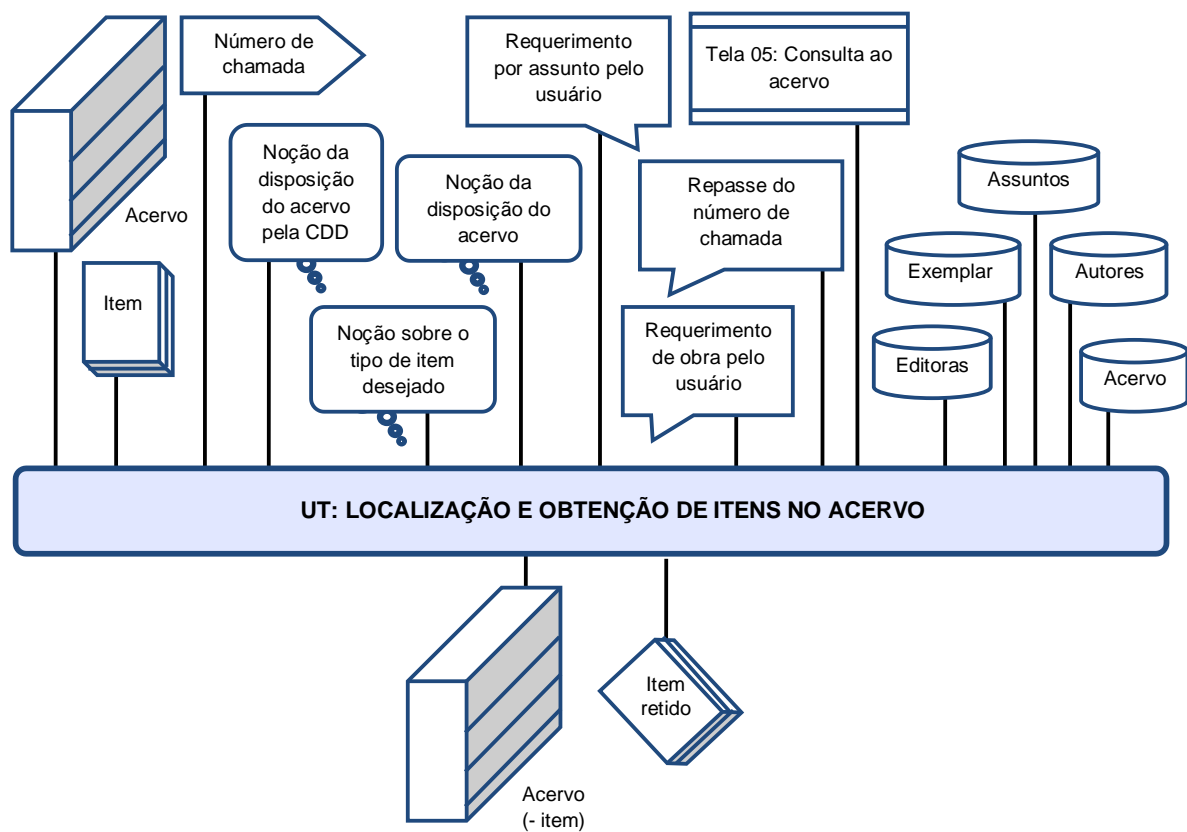 Número de
chamada
Requerimento
por assunto pelo
usuário
Tela 05: Consulta ao
acervo
Acervo
Noção da
disposição
do acervo
pela CDD
Noção da
disposição do
acervo
Repasse do
número de
chamada
Assuntos
Exemplar
Autores
Item
Noção sobre o
tipo de item
desejado
Requerimento
de obra pelo
usuário
Editoras
Acervo
UT: LOCALIZAÇÃO E OBTENÇÃO DE ITENS NO ACERVO
Item
retido
Acervo
(- item)